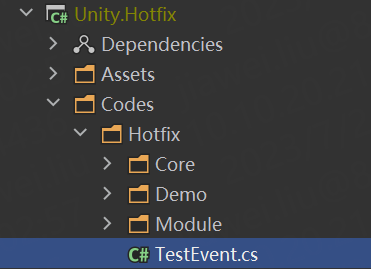 C# Unity.Hotfix
Dependencies
Assets
Codes
Hotfix
Core
Demo
Module
C# TestEvent.cs